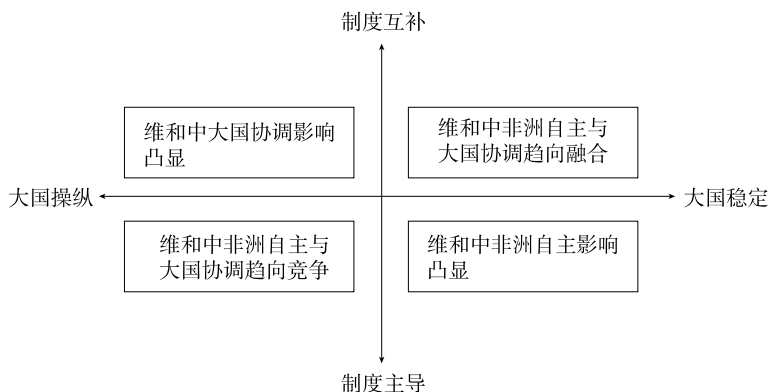 制度互补
维和中大国协调影响
凸显
维和中非洲自主与
大国协调趋向融合
大国操纵
大国稳定
维和中非洲自主与
大国协调趋向竞争
维和中非洲自主影响
凸显
制度主导